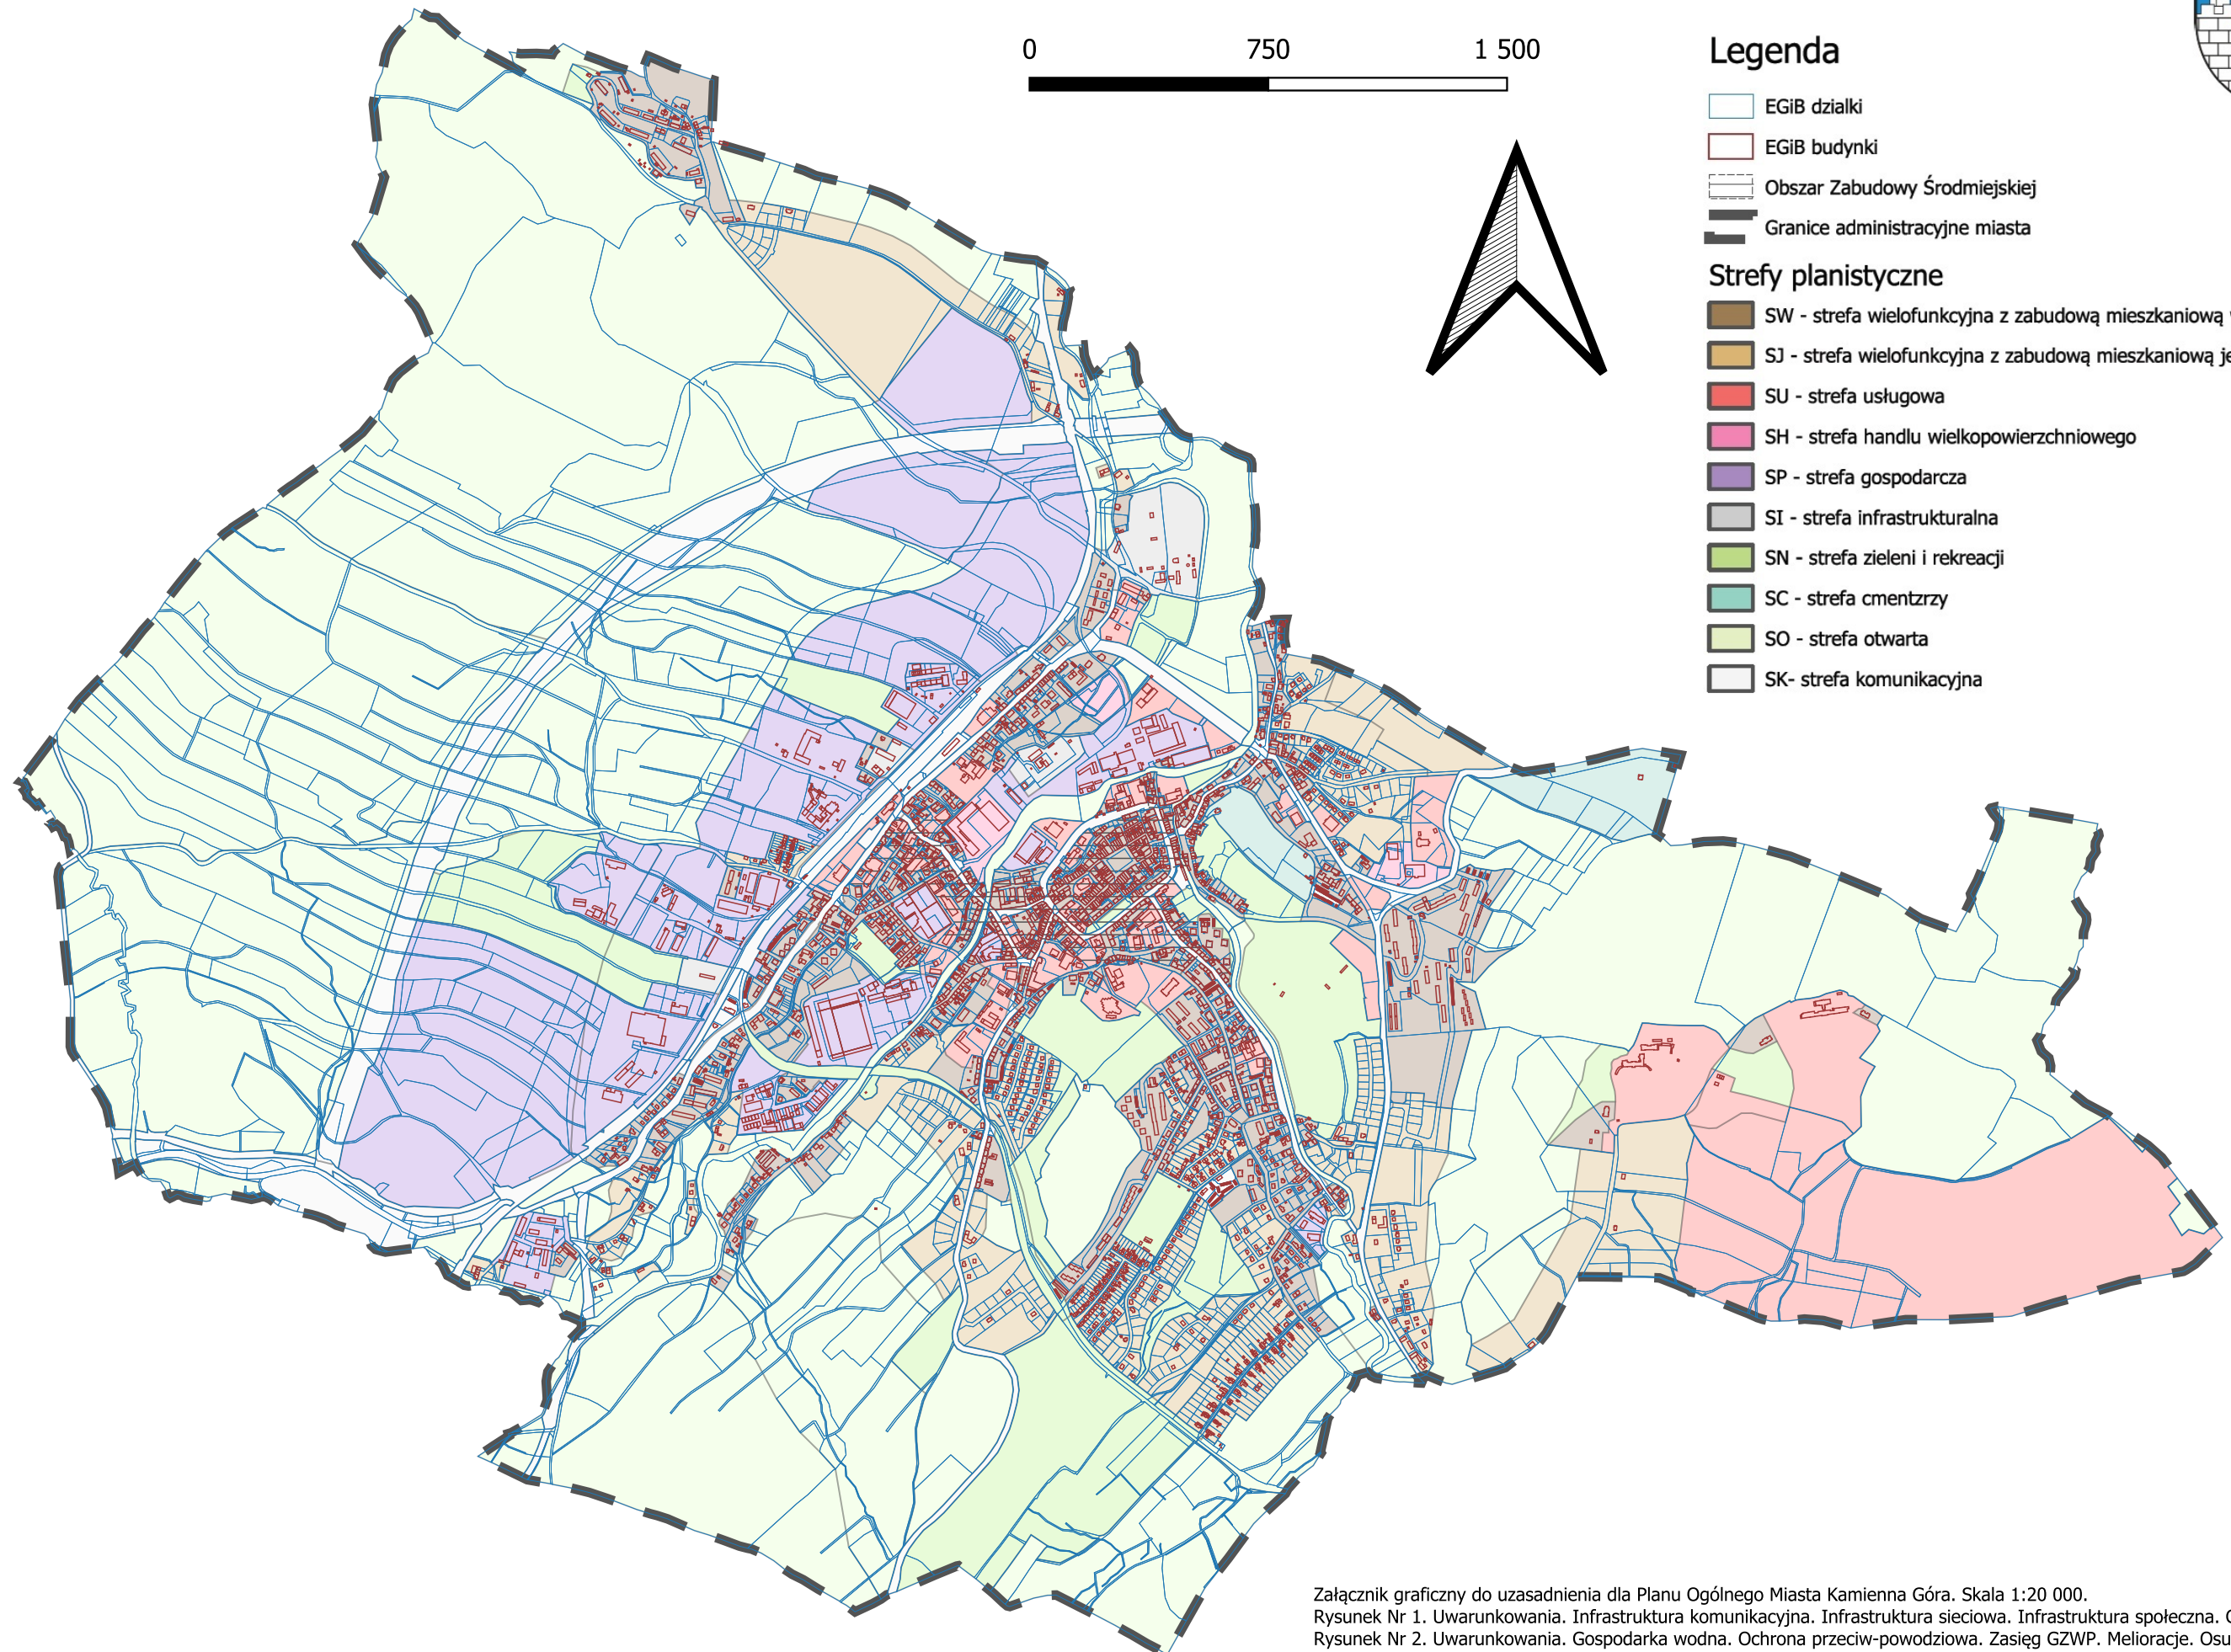 0 750 1 500
Legenda
EGiB dzialki
EGiB budynki
Obszar Zabudowy Środmiejskiej
Granice administracyjne miasta
Strefy planistyczne
SW - strefa wielofunkcyjna z zabudową mieszkaniową
SJ - strefa wielofunkcyjna z zabudową mieszkaniową je
SU - strefa usługowa
SH - strefa handlu wielkopowierzchniowego
SP - strefa gospodarcza
SI - strefa infrastrukturalna
SN - strefa zieleni i rekreacji
SC - strefa cmentzrzy
SO - strefa otwarta
SK- strefa komunikacyjna
Załącznik graficzny do uzasadnienia dla Planu Ogólnego Miasta Kamienna Góra. Skala 1:20 000.
Rysunek Nr 1. Uwarunkowania. Infrastruktura komunikacyjna. Infrastruktura sieciowa. Infrastruktura społeczna.
Rysunek Nr 2. Uwarunkowania. Gospodarka wodna. Ochrona przeciw-powodziowa. Zasięg GZWP. Melioracje. Osu